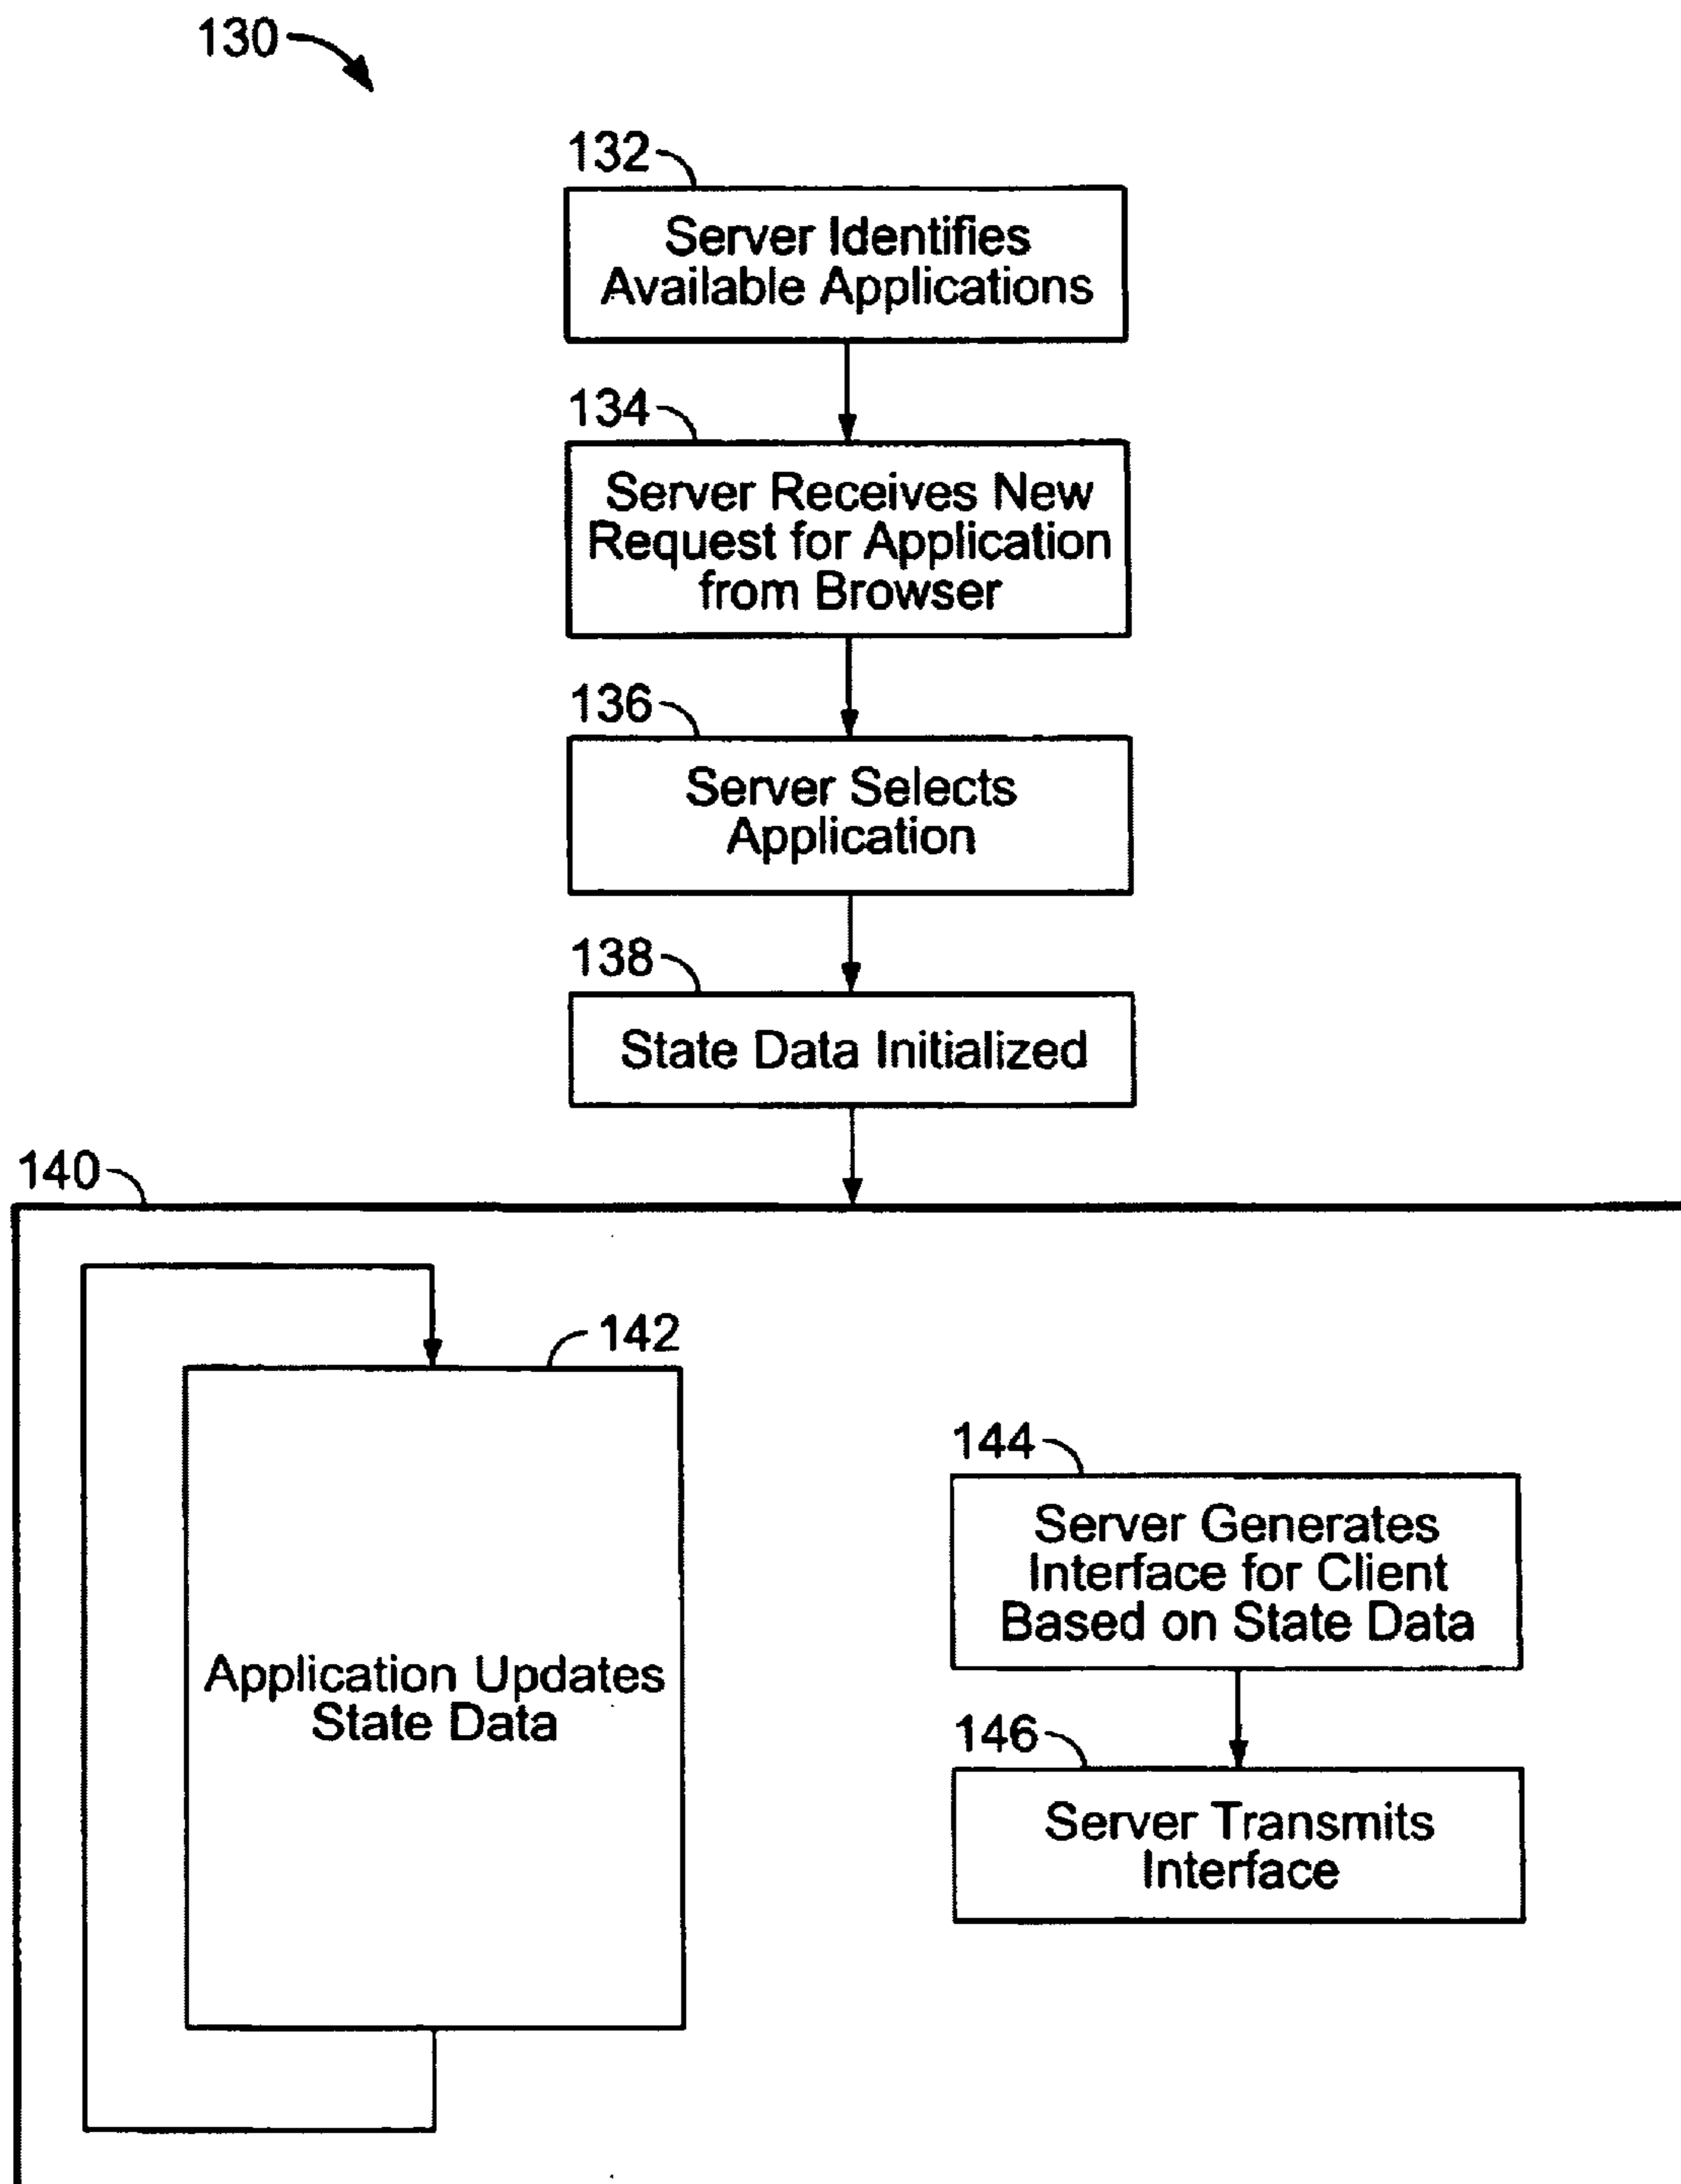 130
132
Server Identifies
Available Applications
134
Server Receives New
Request for Application
from Browser
136
Server Selects
Application
138
State Data Initialized
140
142
Application Updates
State Data
144
Server Generates
Interface for Client
Based on State Data
146
Server Transmits
Interface